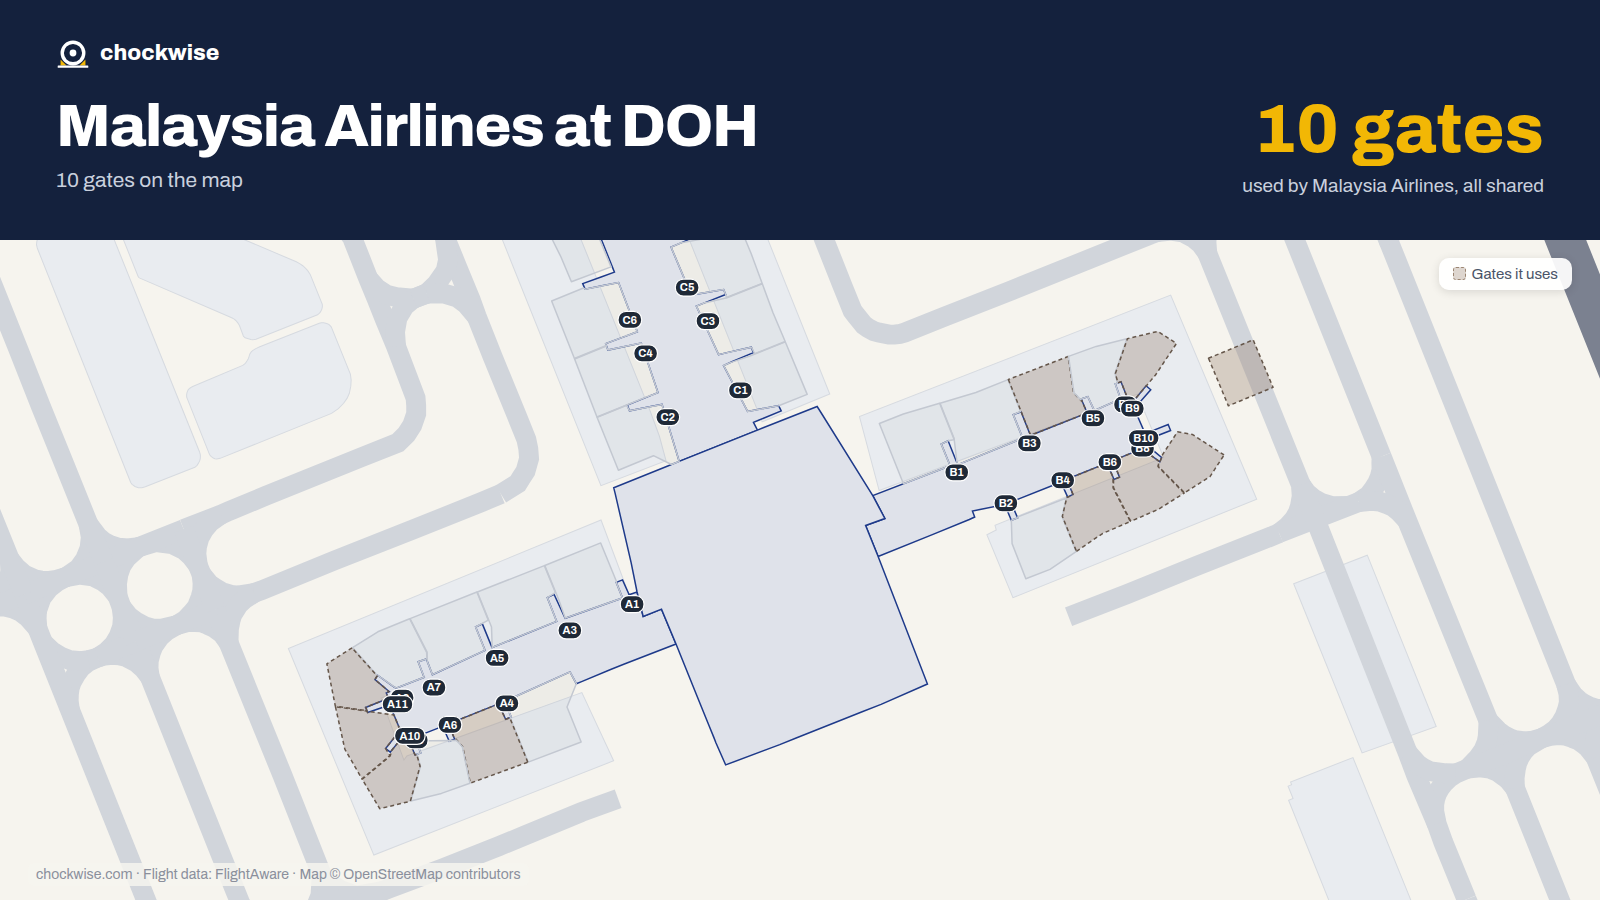 chockwise
Malaysia Airlines at DOH
10 gates on the map
10 gates
used by Malaysia Airlines, all shared
Gates it uses
C5
C6
C3
C4
C1
C2
B9
B5
B3
B10
B6
B1
B4
B2
A1
A3
A5
A7
A11
A4
A6
A10
chockwise.com · Flight data: FlightAware · Map © OpenStreetMap contributors